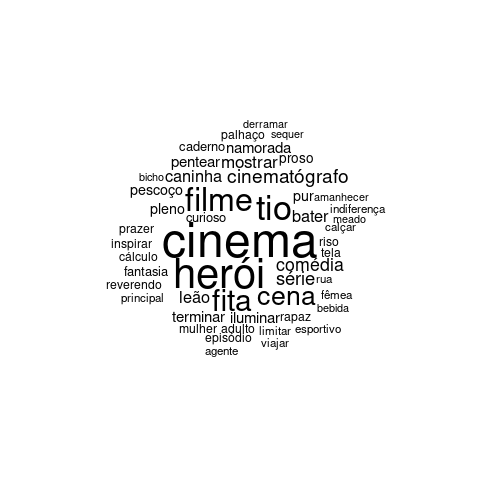 derramar
palhaço sequer
caderno namorada
pentear mostrar proso
bicho caninha cinematógrafo
pescoço filme tio pur amanhecer
pleno curioso bater indiferença
meado
calçar
prazer cinema riso
inspirar tela
cálculo herói comédia
fantasia série rua
reverendo
principal leão fita cena fêmea
bebida
terminar iluminar rapaz
mulher adulto limitar esportivo
episódio viajar
agente